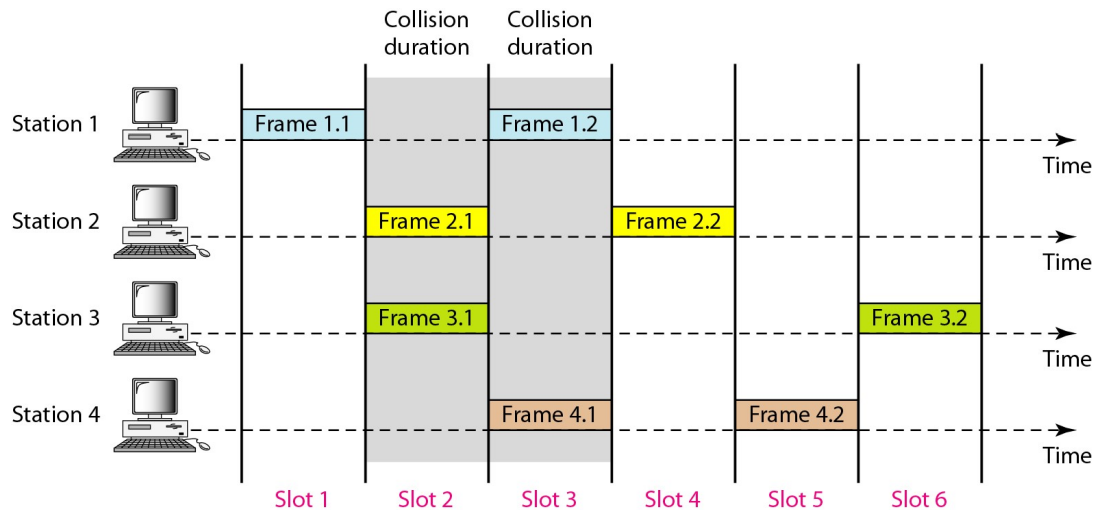 Collision
duration
Collision
duration
Station 1
Frame 1.1
Frame 1.2
Time
Station 2
Frame 2.1
Frame 2.2
Time
Station 3
Frame 3.1
Frame 3.2
Time
Station 4
Frame 4.1
Frame 4.2
Time
Slot 1
Slot 2
Slot 3
Slot 4
Slot 5
Slot 6